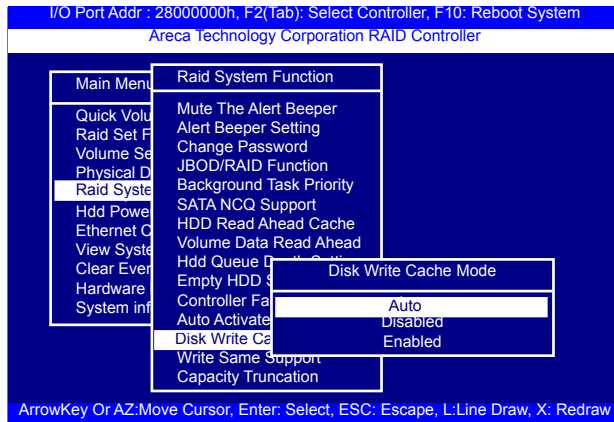 I/O Port Addr : 28000000h, F2(Tab): Select Controller, F10: Reboot System
Areca Technology Corporation RAID Controller
Main Menu
Quick Volu
Raid Set F
Volume Se
Physical D
Raid Syste
Hdd Powe
Ethernet C
View Syste
Clear Even
Hardware
System inf
Raid System Function
Mute The Alert Beeper
Alert Beeper Setting
Change Password
JBOD/RAID Function
Background Task Priority
SATA NCQ Support
HDD Read Ahead Cache
Volume Data Read Ahead
Hdd Queue Depth Setting
Empty HDD S
Controller Fa
Auto Activate
Disk Write Ca
Write Same Support
Capacity Truncation
Disk Write Cache Mode
Auto
Disabled
Enabled
ArrowKey Or AZ:Move Cursor, Enter: Select, ESC: Escape, L:Line Draw, X: Redraw